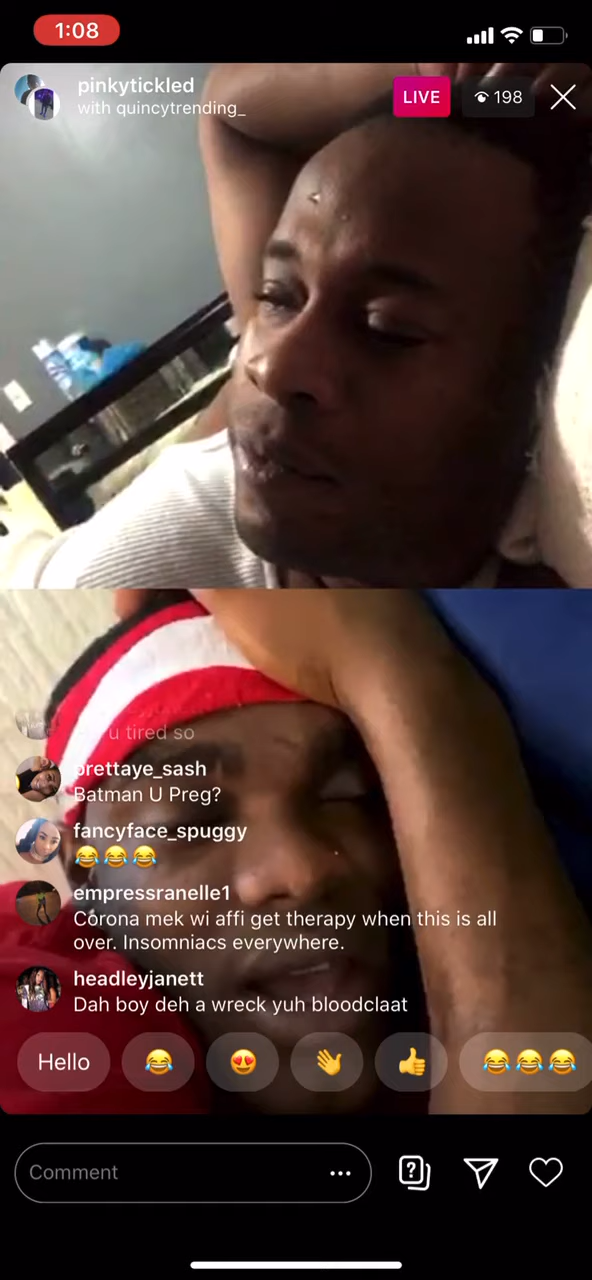 1:08
pinkytickled
with quincytrending_
LIVE
198
u tired so
prettaye_sash
Batman U Preg?
fancyface_spuggy
😂😂😂
empressranelle1
Corona mek wi affi get therapy when this is all
over. Insomniacs everywhere.
headleyjanett
Dah boy deh a wreck yuh bloodclaat
Hello 😂 😍 👋 👍 😂😂😂
Comment